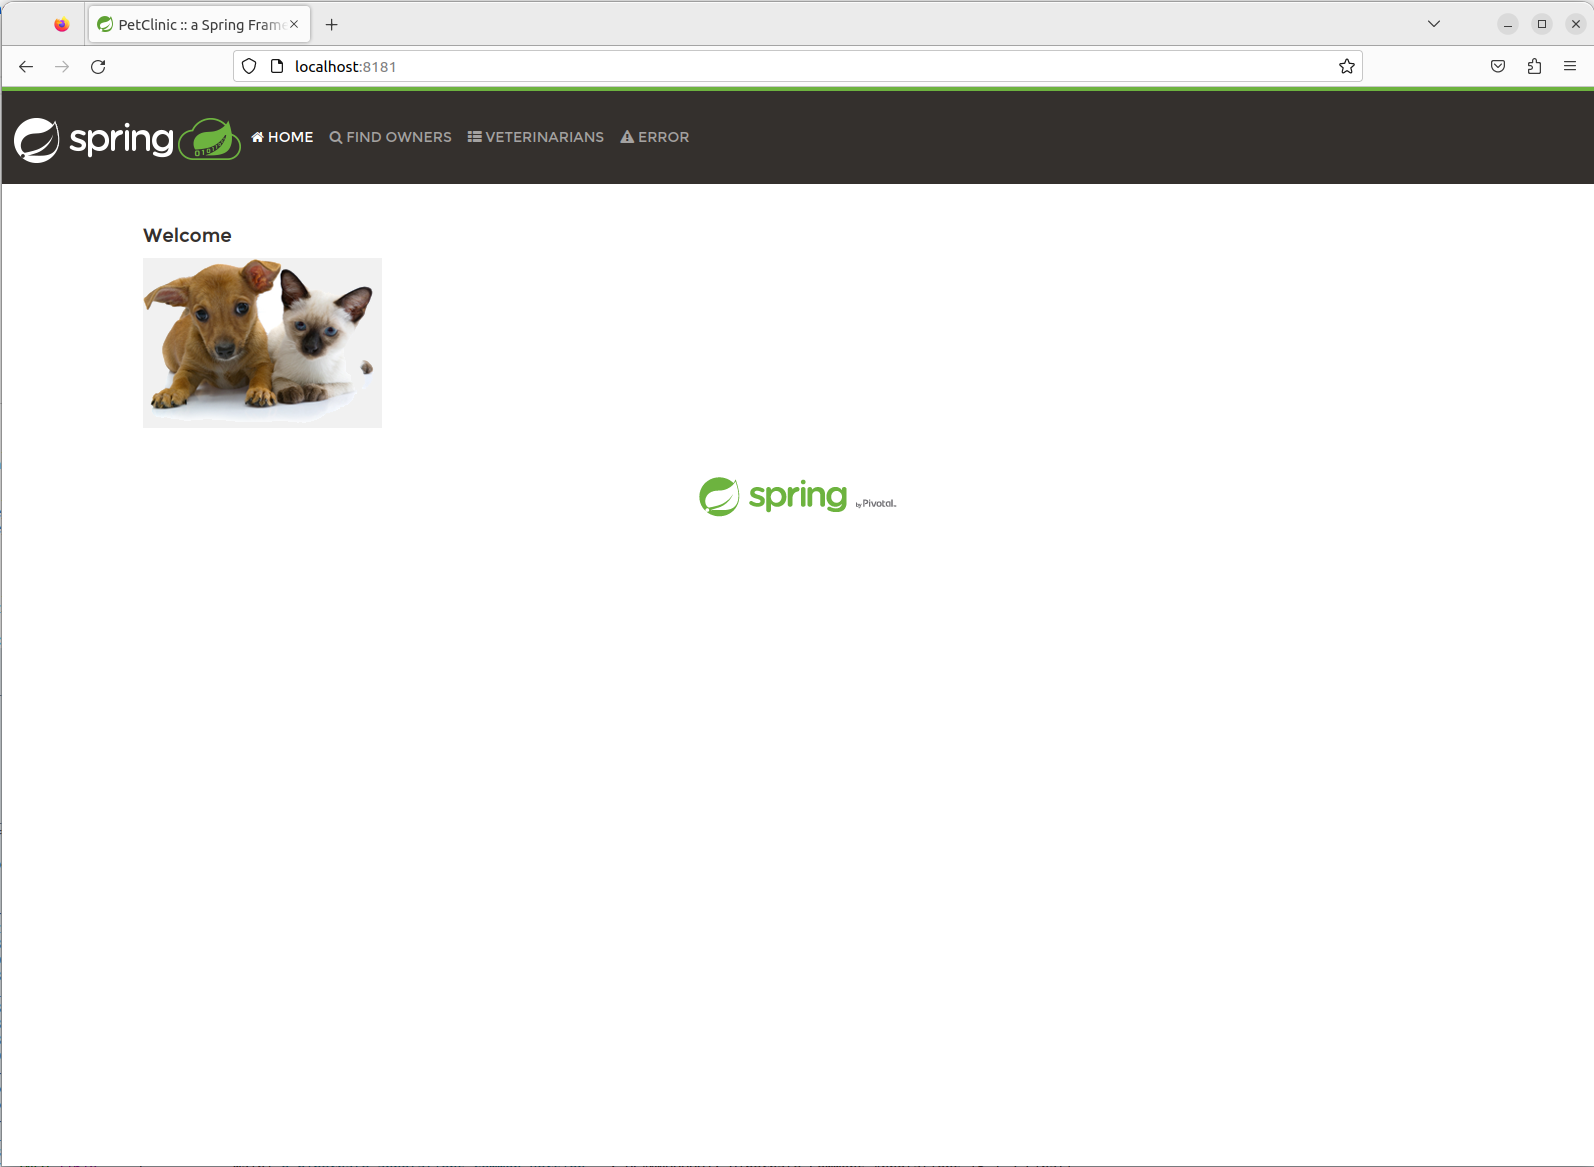 PetClinic :: a Spring Frame
localhost:8181
spring
HOME
FIND OWNERS
VETERINARIANS
ERROR
Welcome
spring by Pivotal